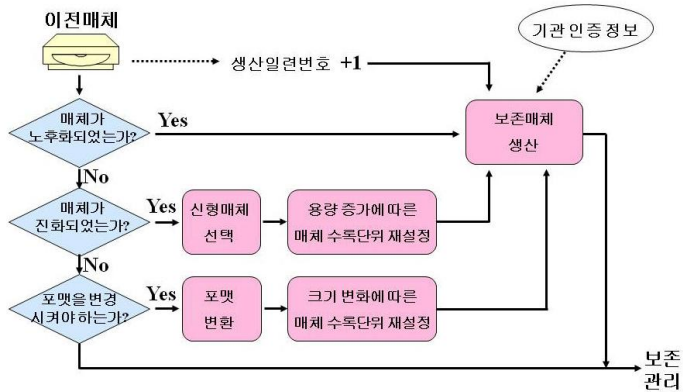 이전매체
기관 인증 정보
생산일련번호 +1
매체가
노후화되었는가?
Yes
보존매체
생산
No
매체가
진화되었는가?
Yes
신형매체
선택
용량 증가에 따른
매체 수록단위 재설정
No
포맷을 변경
시켜야 하는가?
Yes
포맷
변환
크기 변화에 따른
매체 수록단위 재설정
보존
관리